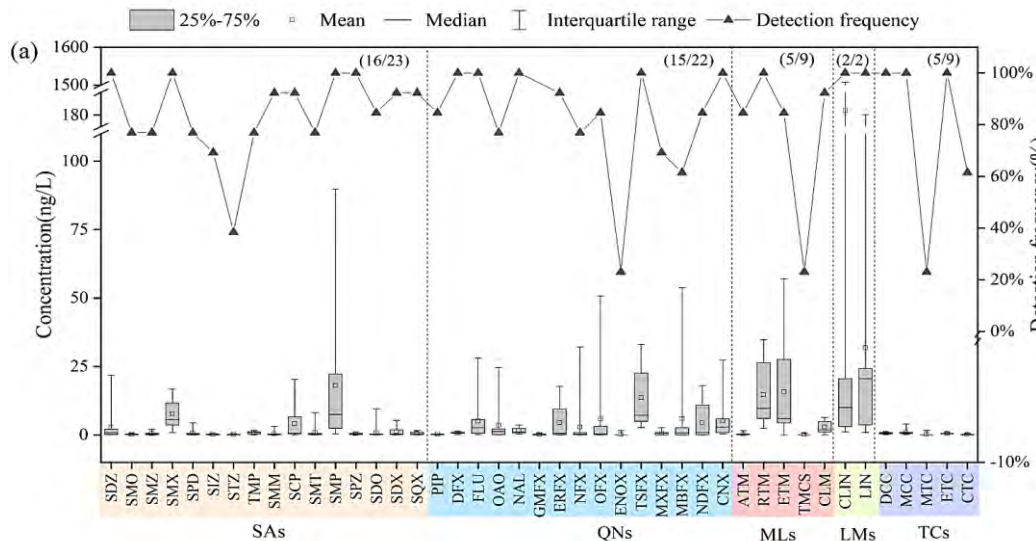 25%-75% Mean Median Interquartile range Detection frequency
(a)
1600
1500
180
100
75
50
25
0
Concentration(ng/L)
(16/23) (15/22) (5/9) (2/2) (5/9)
100%
80%
60%
40%
20%
0%
-10%
Detection frequency(%)
SDZ SMO SMZ SMX SPD SIZ STZ TMP SMM SCP SMT SMP SPZ SDO SDX SQX PIP DFX FLU OAO NAL GMFX ERFX NFX OFX ENOX TSFX MXFX MBFX NDFX CNX ATM RTM ETM TMCS CLM CLIN LIN DCC MCC MTC ETC CTC
SAs QNs MLs LMs TCs